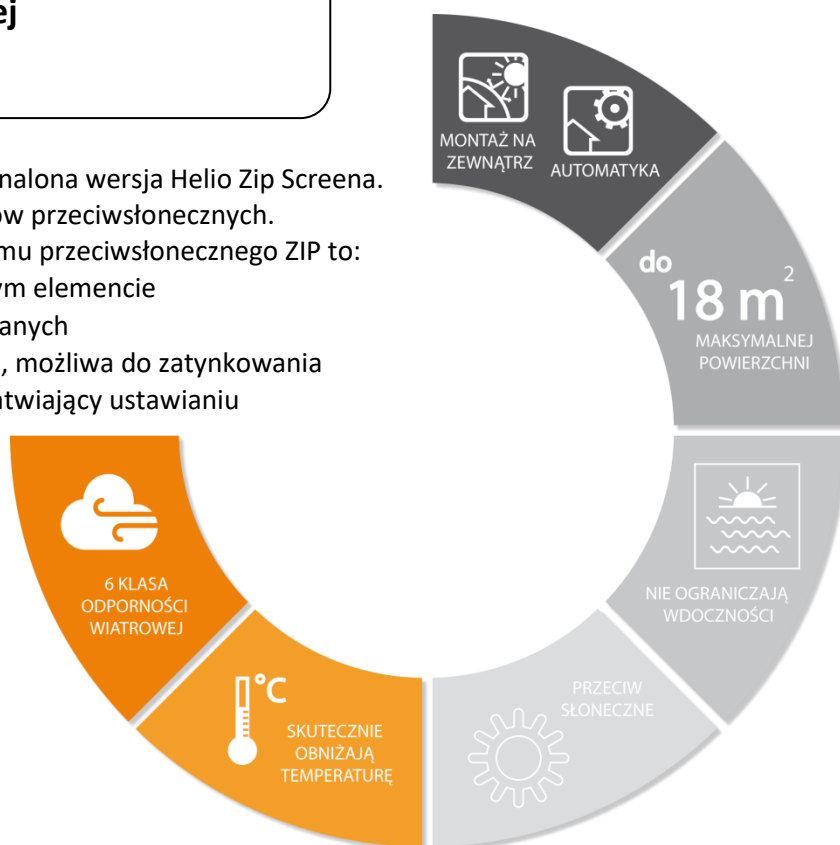 ej
nalona wersja Helio Zip Screena.
ów przeciwsłonecznych.
mu przeciwsłonecznego ZIP to:
ym elemencie
anych
, możliwa do zatynkowania
atwiający ustawianiu
MONTAŻ NA
ZEWNĄTRZ
AUTOMATYKA
do
18 m²
MAKSYMALNEJ
POWIERZCHNI
NIE OGRANICZAJĄ
WDOCZNOŚCI
PRZECIW
SŁONECZNE
°C
SKUTECZNIE
OBNIŻAJĄ
TEMPERATURĘ
6 KLASA
ODPORNOŚCI
WIATROWEJ